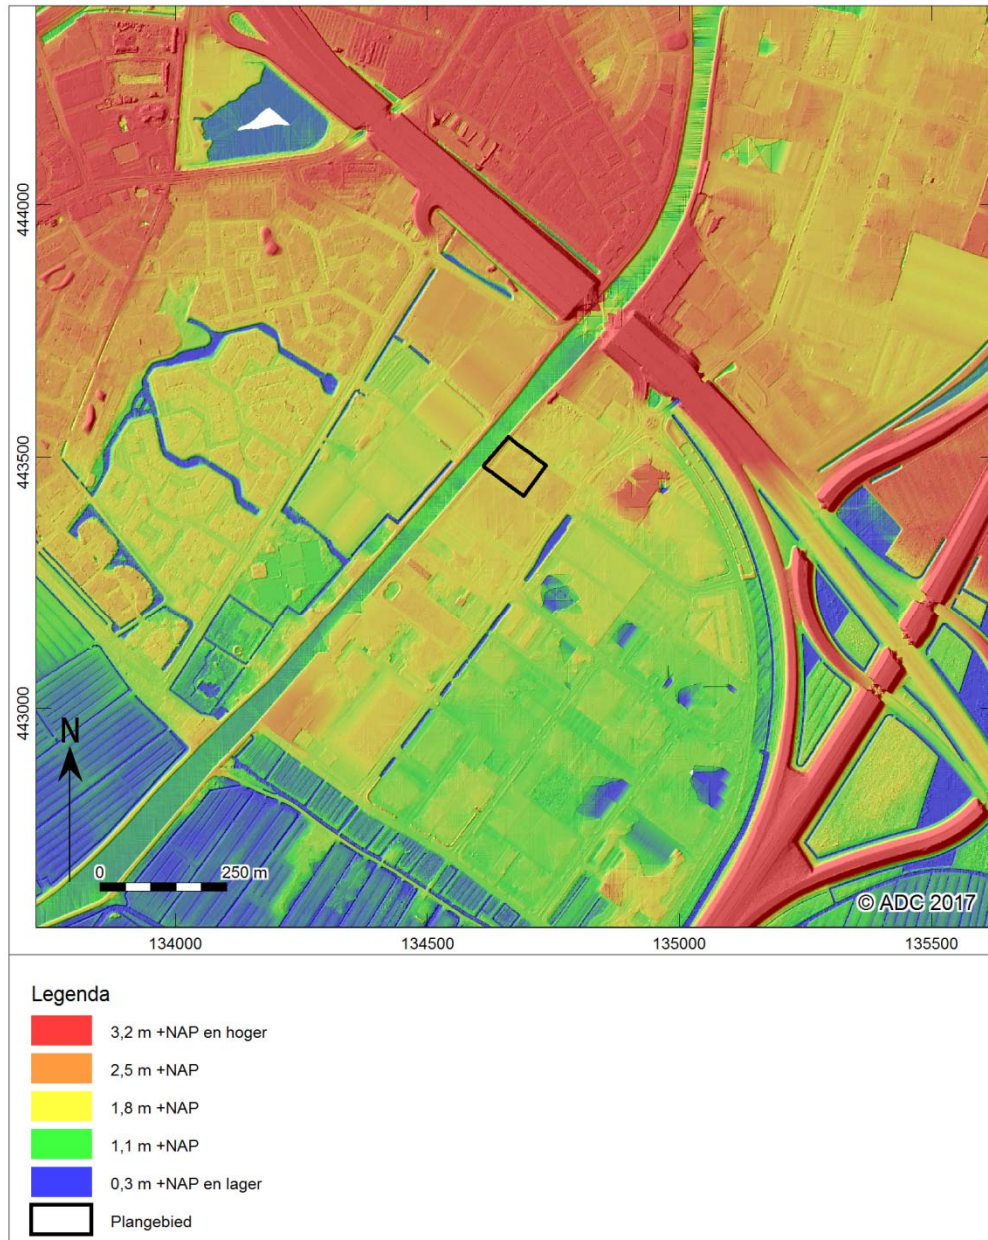 444000
443500
443000
N
0 250 m
© ADC 2017
134000 134500 135000 135500
Legenda
3,2 m +NAP en hoger
2,5 m +NAP
1,8 m +NAP
1,1 m +NAP
0,3 m +NAP en lager
Plangebied